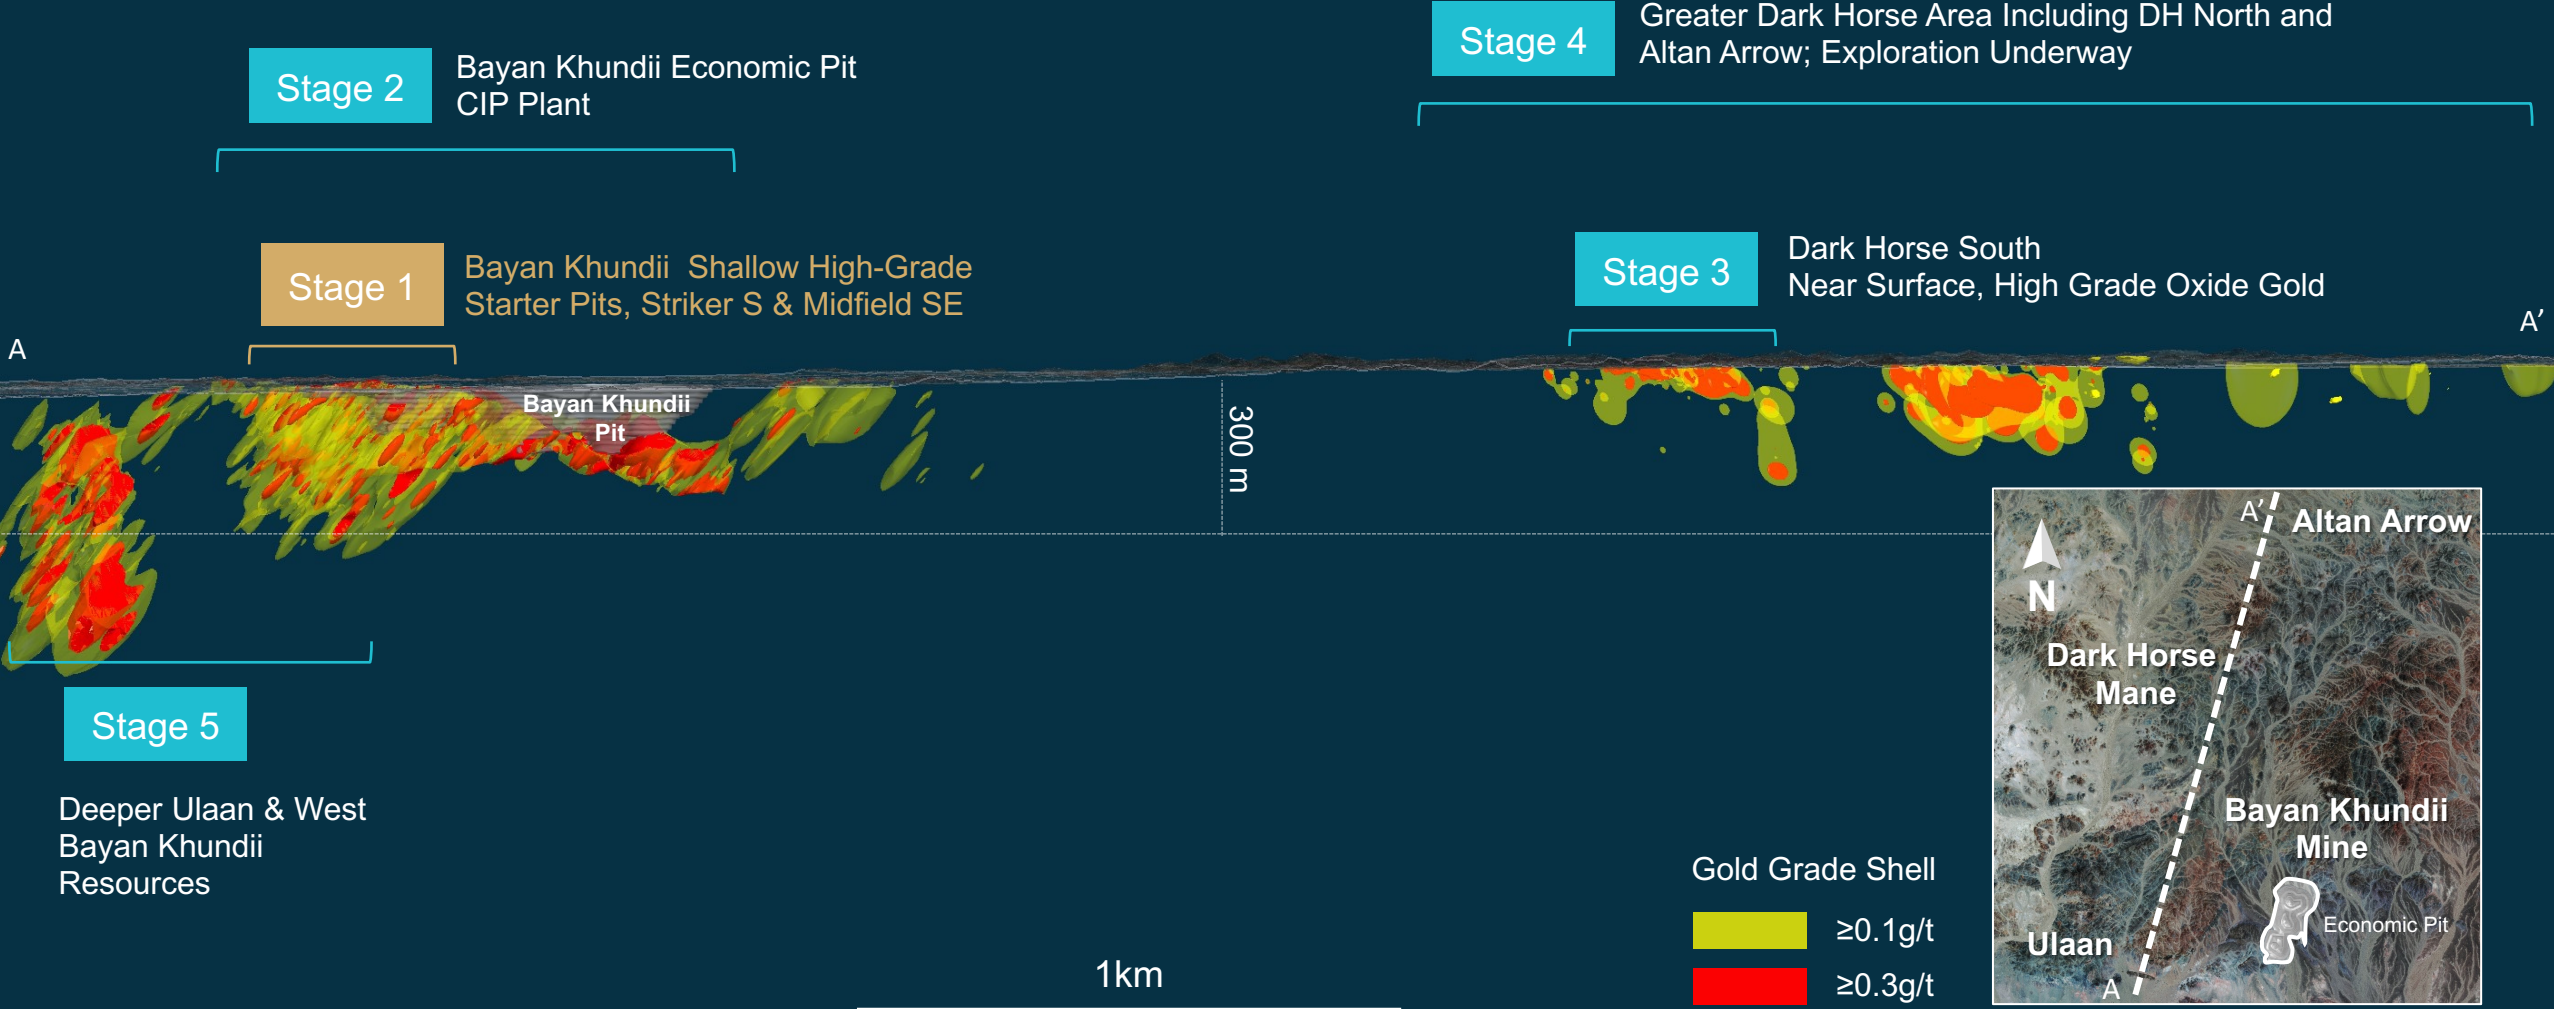 Stage 4
Greater Dark Horse Area Including DH North and
Altan Arrow; Exploration Underway
Stage 2
Bayan Khundii Economic Pit
CIP Plant
Stage 1
Bayan Khundii  Shallow High-Grade
Starter Pits, Striker S & Midfield SE
Stage 3
Dark Horse South
Near Surface, High Grade Oxide Gold
A
A’
Bayan Khundii
Pit
300 m
Stage 5
Deeper Ulaan & West
Bayan Khundii
Resources
1km
Gold Grade Shell
≥0.1g/t
≥0.3g/t
A’
Altan Arrow
N
Dark Horse
Mane
Bayan Khundii
Mine
Economic Pit
Ulaan
A